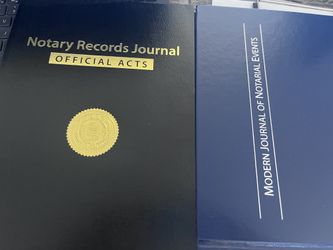 Notary Records Journal
OFFICIAL ACTS
MODERN JOURNAL OF NOTARIAL EVENTS